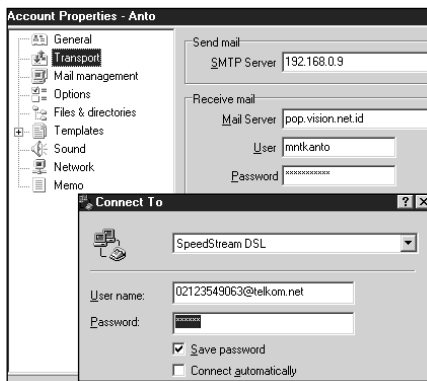 Account Properties - Anto
General
Transport
Mail management
Options
Files & directories
Templates
Sound
Network
Memo
Send mail
SMTP Server 192.168.0.9
Receive mail
Mail Server pop.vision.net.id
User mntkanto
Password xxxxxxxxxxx
Connect To
SpeedStream DSL
User name: 02123549063@telkom.net
Password: xxxxxx
Save password
Connect automatically